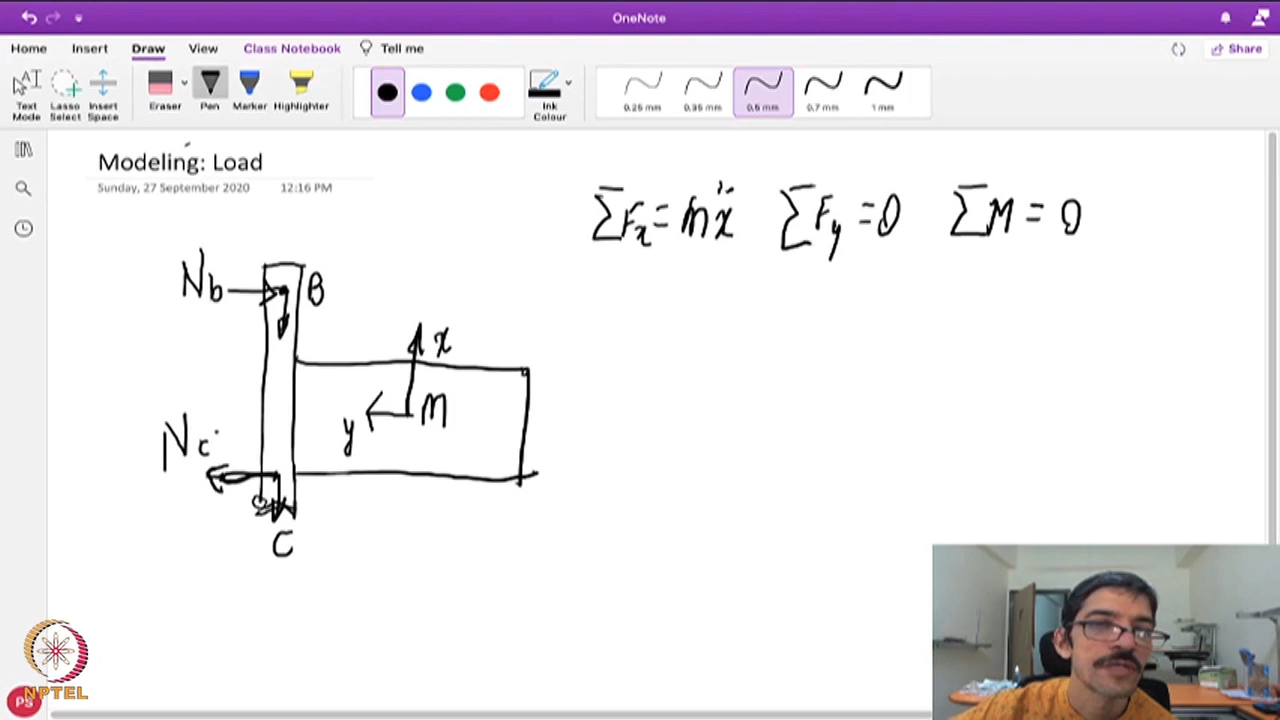 OneNote
Home Insert Draw View Class Notebook Tell me Share
Text Mode Lasso Select Insert Space Eraser Pen Marker Highlighter Ink Colour 0.25 mm 0.35 mm 0.5 mm 0.7 mm 1 mm
Modeling: Load
Sunday, 27 September 2020 12:16 PM
ΣFx = mẍ ΣFy = 0 ΣM = 0
Nb B
x
y M
Nc
C
NPTEL
PS